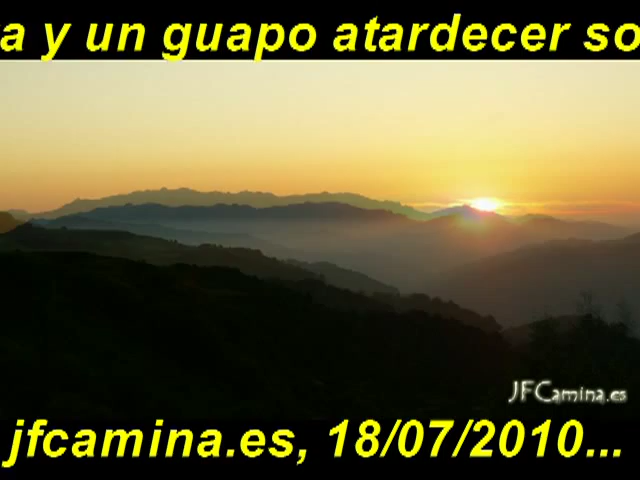 a y un guapo atardecer so
JFCamina.es
jfcamina.es, 18/07/2010...